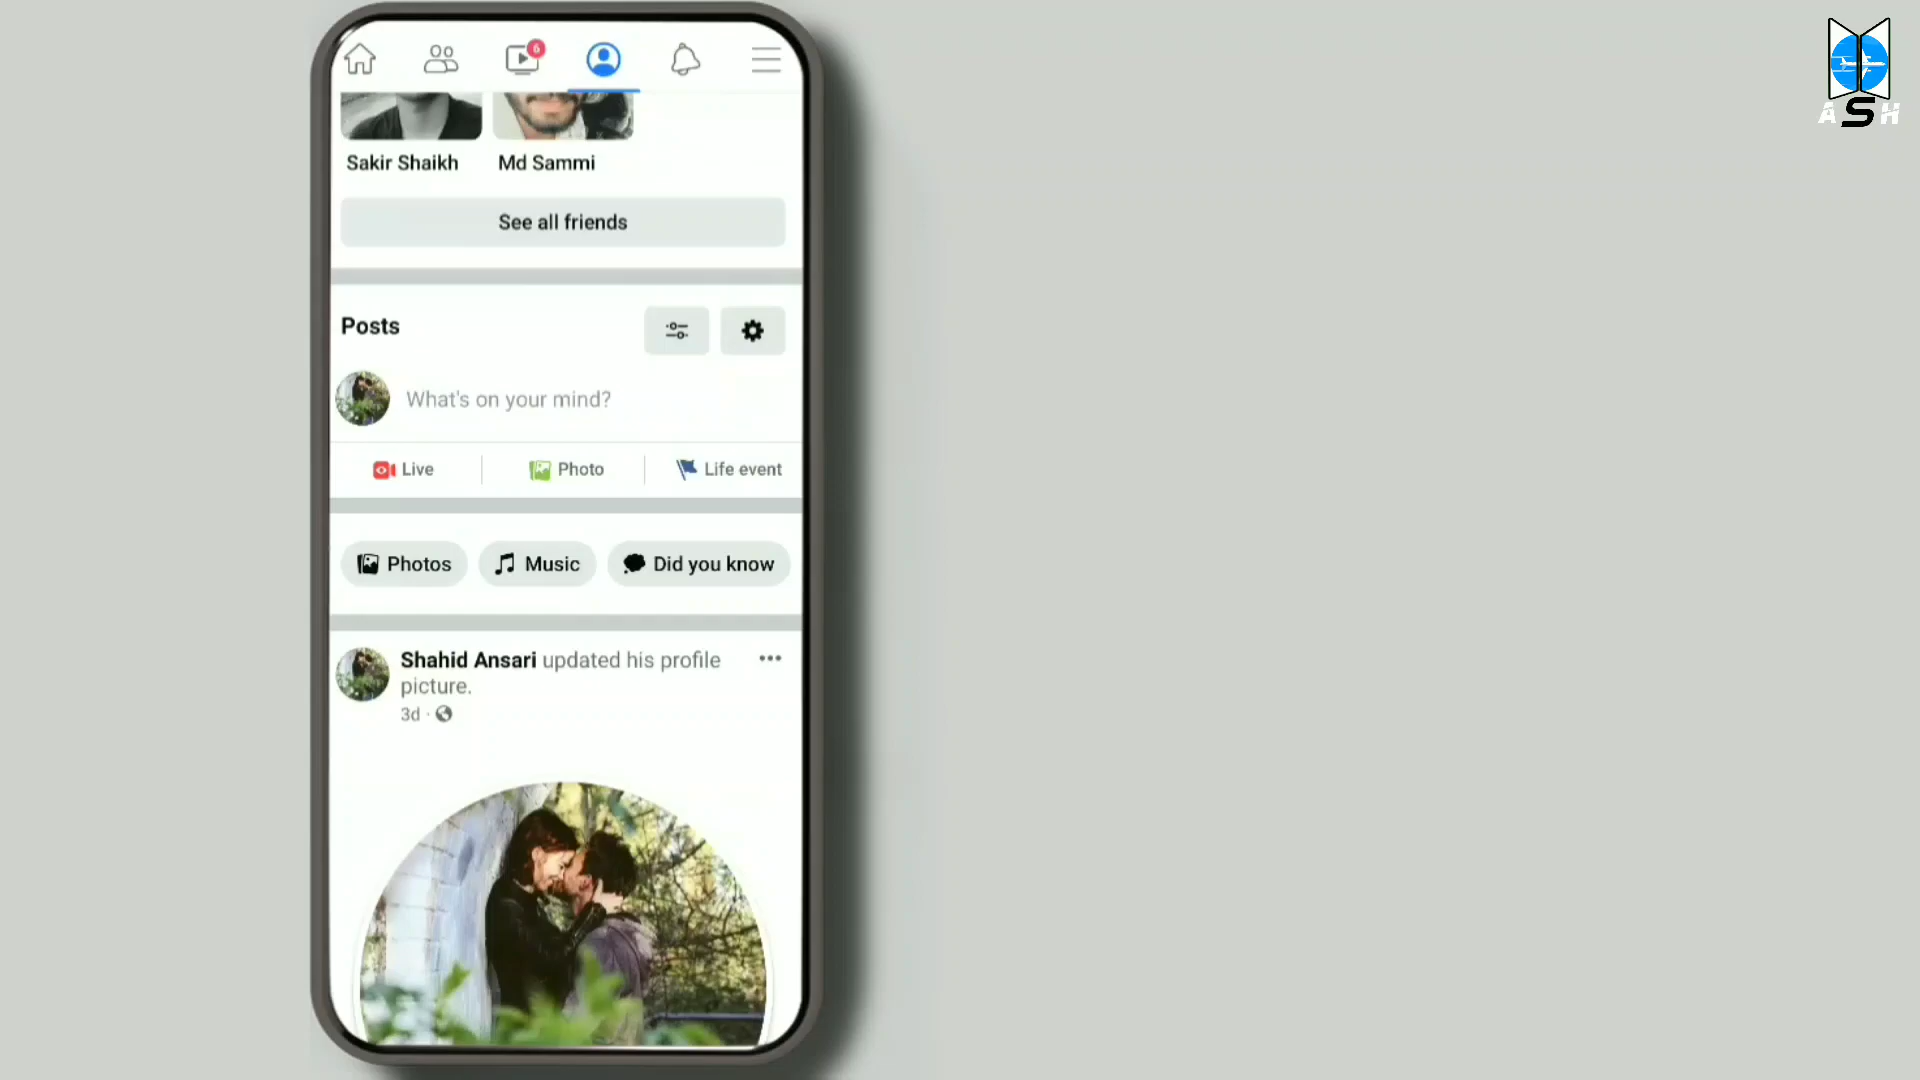 6
Sakir Shaikh
Md Sammi
See all friends
Posts
What's on your mind?
Live
Photo
Life event
Photos
Music
Did you know
Shahid Ansari updated his profile
picture.
3d ·
ASH